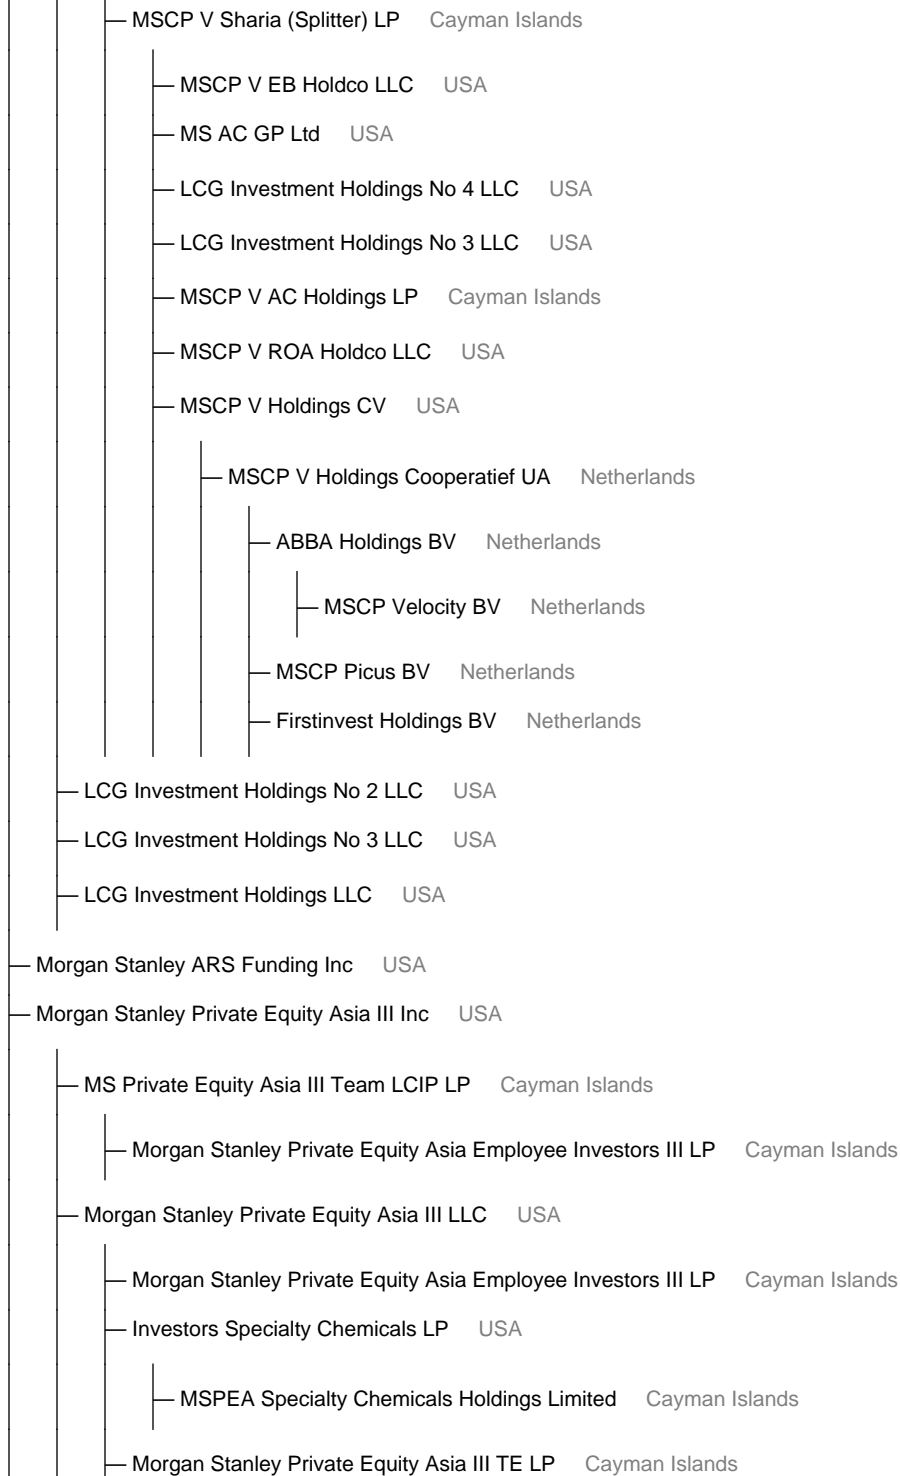 MSCP V Sharia (Splitter) LP Cayman Islands
MSCP V EB Holdco LLC USA
MS AC GP Ltd USA
LCG Investment Holdings No 4 LLC USA
LCG Investment Holdings No 3 LLC USA
MSCP V AC Holdings LP Cayman Islands
MSCP V ROA Holdco LLC USA
MSCP V Holdings CV USA
MSCP V Holdings Cooperatief UA Netherlands
ABBA Holdings BV Netherlands
MSCP Velocity BV Netherlands
MSCP Picus BV Netherlands
Firstinvest Holdings BV Netherlands
LCG Investment Holdings No 2 LLC USA
LCG Investment Holdings No 3 LLC USA
LCG Investment Holdings LLC USA
Morgan Stanley ARS Funding Inc USA
Morgan Stanley Private Equity Asia III Inc USA
MS Private Equity Asia III Team LCIP LP Cayman Islands
Morgan Stanley Private Equity Asia Employee Investors III LP Cayman Islands
Morgan Stanley Private Equity Asia III LLC USA
Morgan Stanley Private Equity Asia Employee Investors III LP Cayman Islands
Investors Specialty Chemicals LP USA
MSPEA Specialty Chemicals Holdings Limited Cayman Islands
Morgan Stanley Private Equity Asia III TE LP Cayman Islands